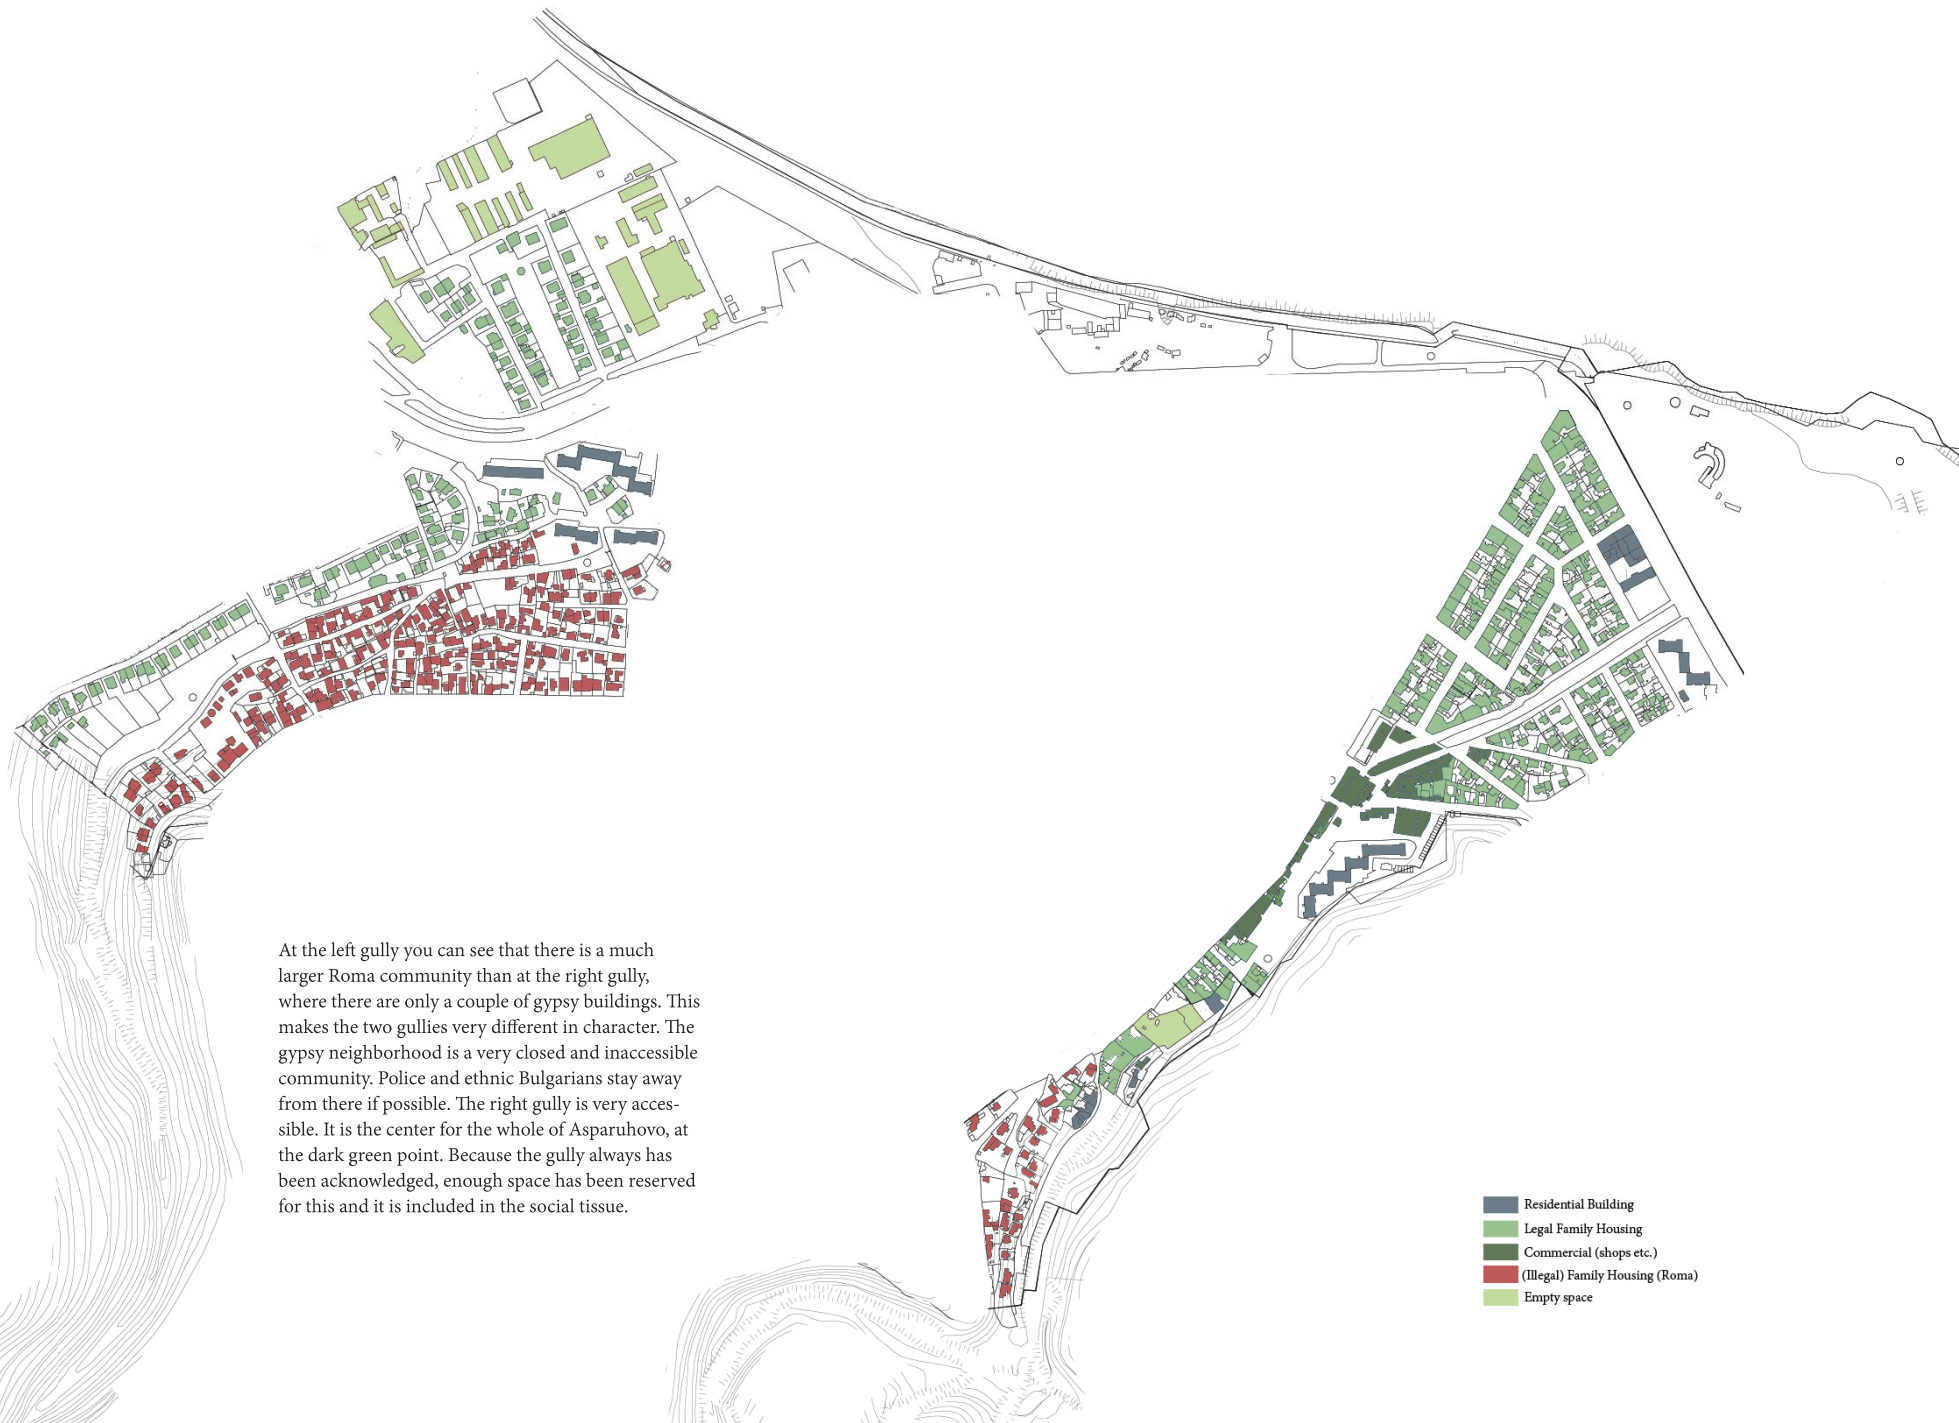 At the left gully you can see that there is a much
larger Roma community than at the right gully,
where there are only a couple of gypsy buildings. This
makes the two gullies very different in character. The
gypsy neighborhood is a very closed and inaccessible
community. Police and ethnic Bulgarians stay away
from there if possible. The right gully is very acces-
sible. It is the center for the whole of Asparuhovo, at
the dark green point. Because the gully always has
been acknowledged, enough space has been reserved
for this and it is included in the social tissue.
Residential Building
Legal Family Housing
Commercial (shops etc.)
(Illegal) Family Housing (Roma)
Empty space